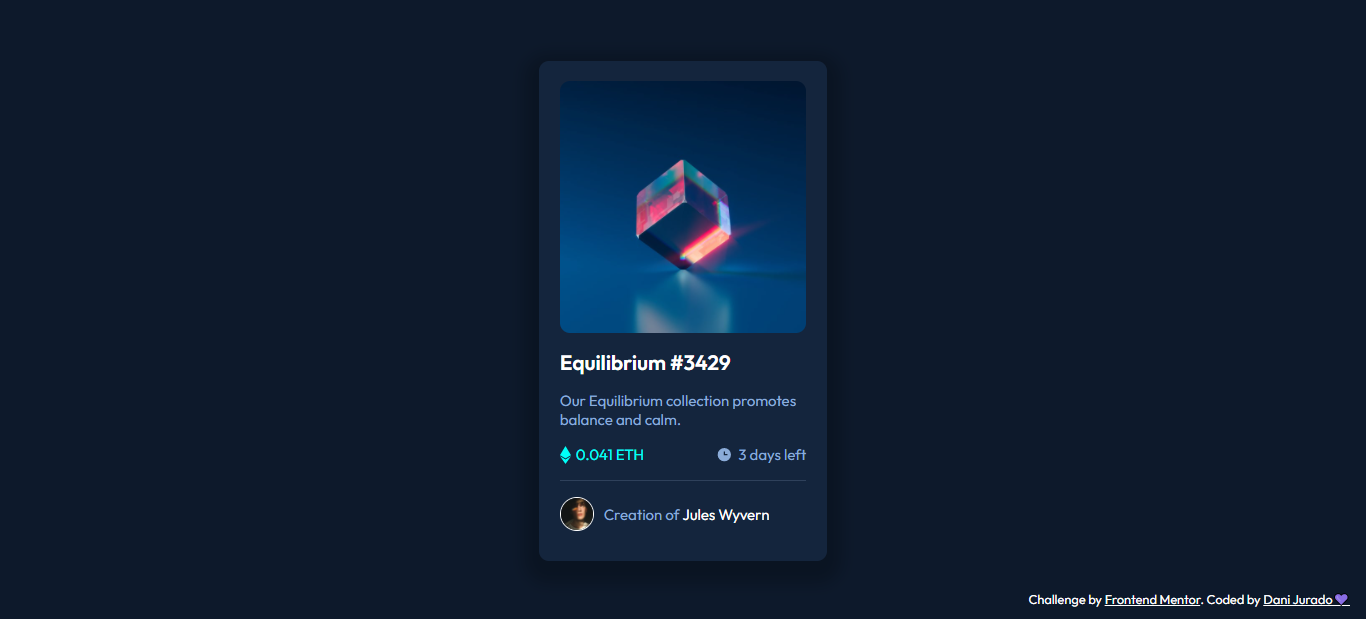 Equilibrium #3429
Our Equilibrium collection promotes
balance and calm.
0.041 ETH
3 days left
Creation of Jules Wyvern
Challenge by Frontend Mentor. Coded by Dani Jurado 💜